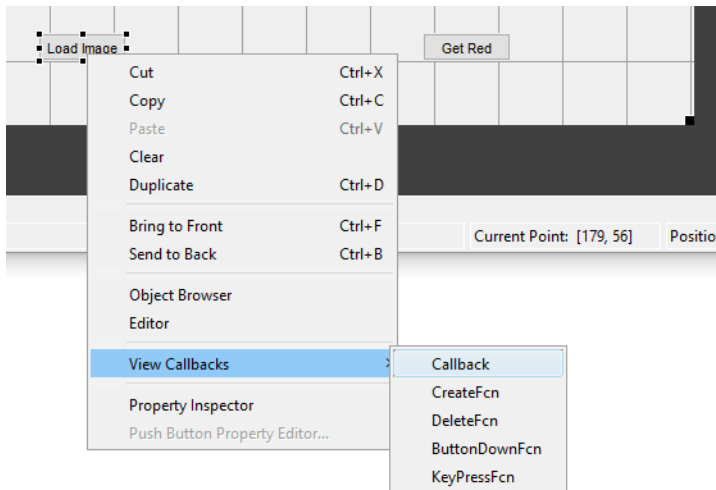 Load Image
Get Red
Cut Ctrl+X
Copy Ctrl+C
Paste Ctrl+V
Clear
Duplicate Ctrl+D
Bring to Front Ctrl+F
Send to Back Ctrl+B
Current Point: [179, 56] Positio
Object Browser
Editor
View Callbacks
Callback
CreateFcn
DeleteFcn
ButtonDownFcn
KeyPressFcn
Property Inspector
Push Button Property Editor...